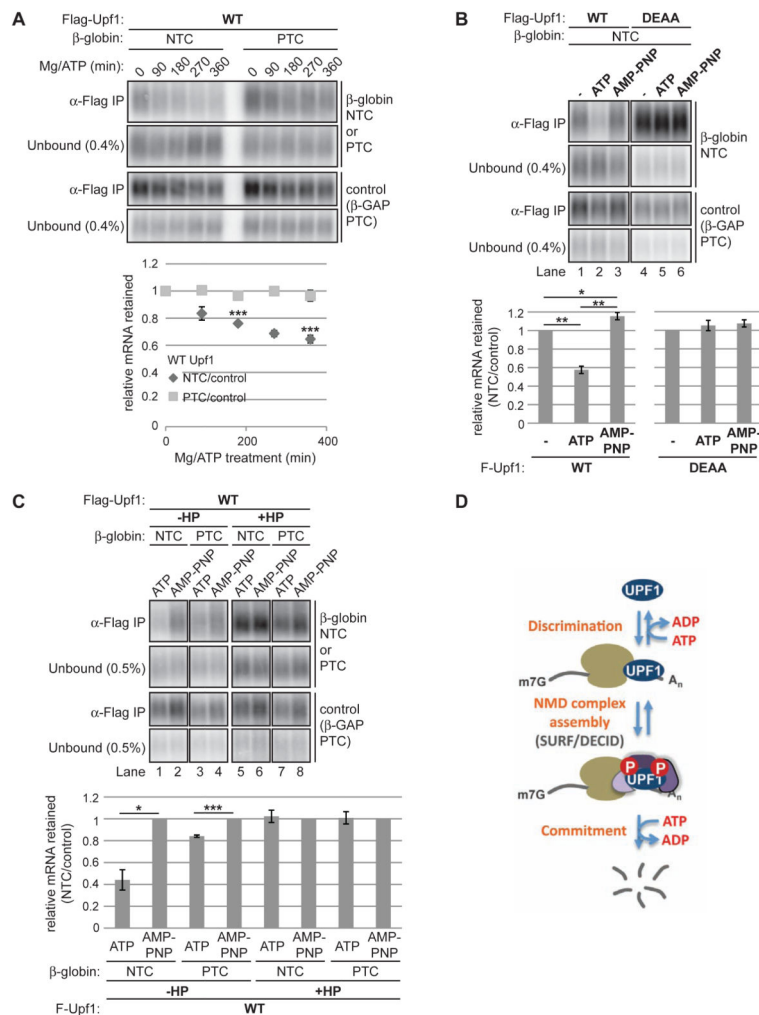 A
Flag-Upf1: WT
β-globin: NTC PTC
Mg/ATP (min): 0 90 180 270 360 0 90 180 270 360
α-Flag IP
Unbound (0.4%)
β-globin
NTC
or
PTC
α-Flag IP
Unbound (0.4%)
control
(β-GAP
PTC)
relative mRNA retained
1.2
1
0.8
0.6
0.4
0.2
0
*** ***
WT Upf1
NTC/control
PTC/control
0 200 400
Mg/ATP treatment (min)
B
Flag-Upf1: WT DEAA
β-globin: NTC
- ATP AMP-PNP - ATP AMP-PNP
α-Flag IP
Unbound (0.4%)
β-globin
NTC
α-Flag IP
Unbound (0.4%)
control
(β-GAP
PTC)
Lane 1 2 3 4 5 6
relative mRNA retained
(NTC/control)
1.2
1
0.8
0.6
0.4
0.2
0
*
** **
- ATP AMP-PNP - ATP AMP-PNP
F-Upf1: WT DEAA
C
Flag-Upf1: WT
-HP +HP
β-globin: NTC PTC NTC PTC
ATP AMP-PNP ATP AMP-PNP ATP AMP-PNP ATP AMP-PNP
α-Flag IP
Unbound (0.5%)
β-globin
NTC
or
PTC
α-Flag IP
Unbound (0.5%)
control
(β-GAP
PTC)
Lane 1 2 3 4 5 6 7 8
relative mRNA retained
(NTC/control)
1.2
1
0.8
0.6
0.4
0.2
0
* ***
ATP AMP-PNP ATP AMP-PNP ATP AMP-PNP ATP AMP-PNP
β-globin: NTC PTC NTC PTC
-HP +HP
F-Upf1: WT
D
UPF1
Discrimination
ADP
ATP
m7G
UPF1
An
NMD complex
assembly
(SURF/DECID)
P P
UPF1
m7G
An
Commitment
ATP
ADP